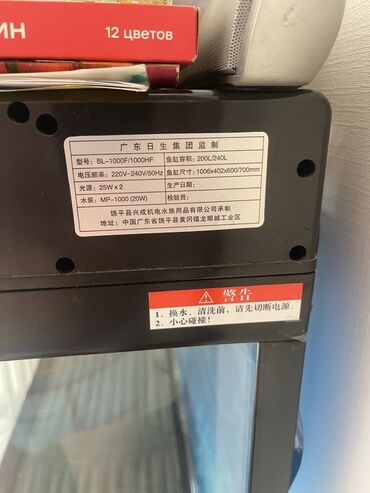 ИН
12 цветов
广东日生集团监制
型号: BL-1000F/1000HF 鱼缸容积: 200L/240L
电压频率: 220V~240V/50Hz 鱼缸尺寸: 1006x402x600/700mm
光源: 25W x 2 生产日期:
水泵: MP-1000 (20W) 检验员:
饶平县兴成机电水族用品有限公司承制
地址: 中国广东省饶平县黄冈镇龙眼城工业区
警告
1、换水、清洗前,请先切断电源。
2、小心碰撞!